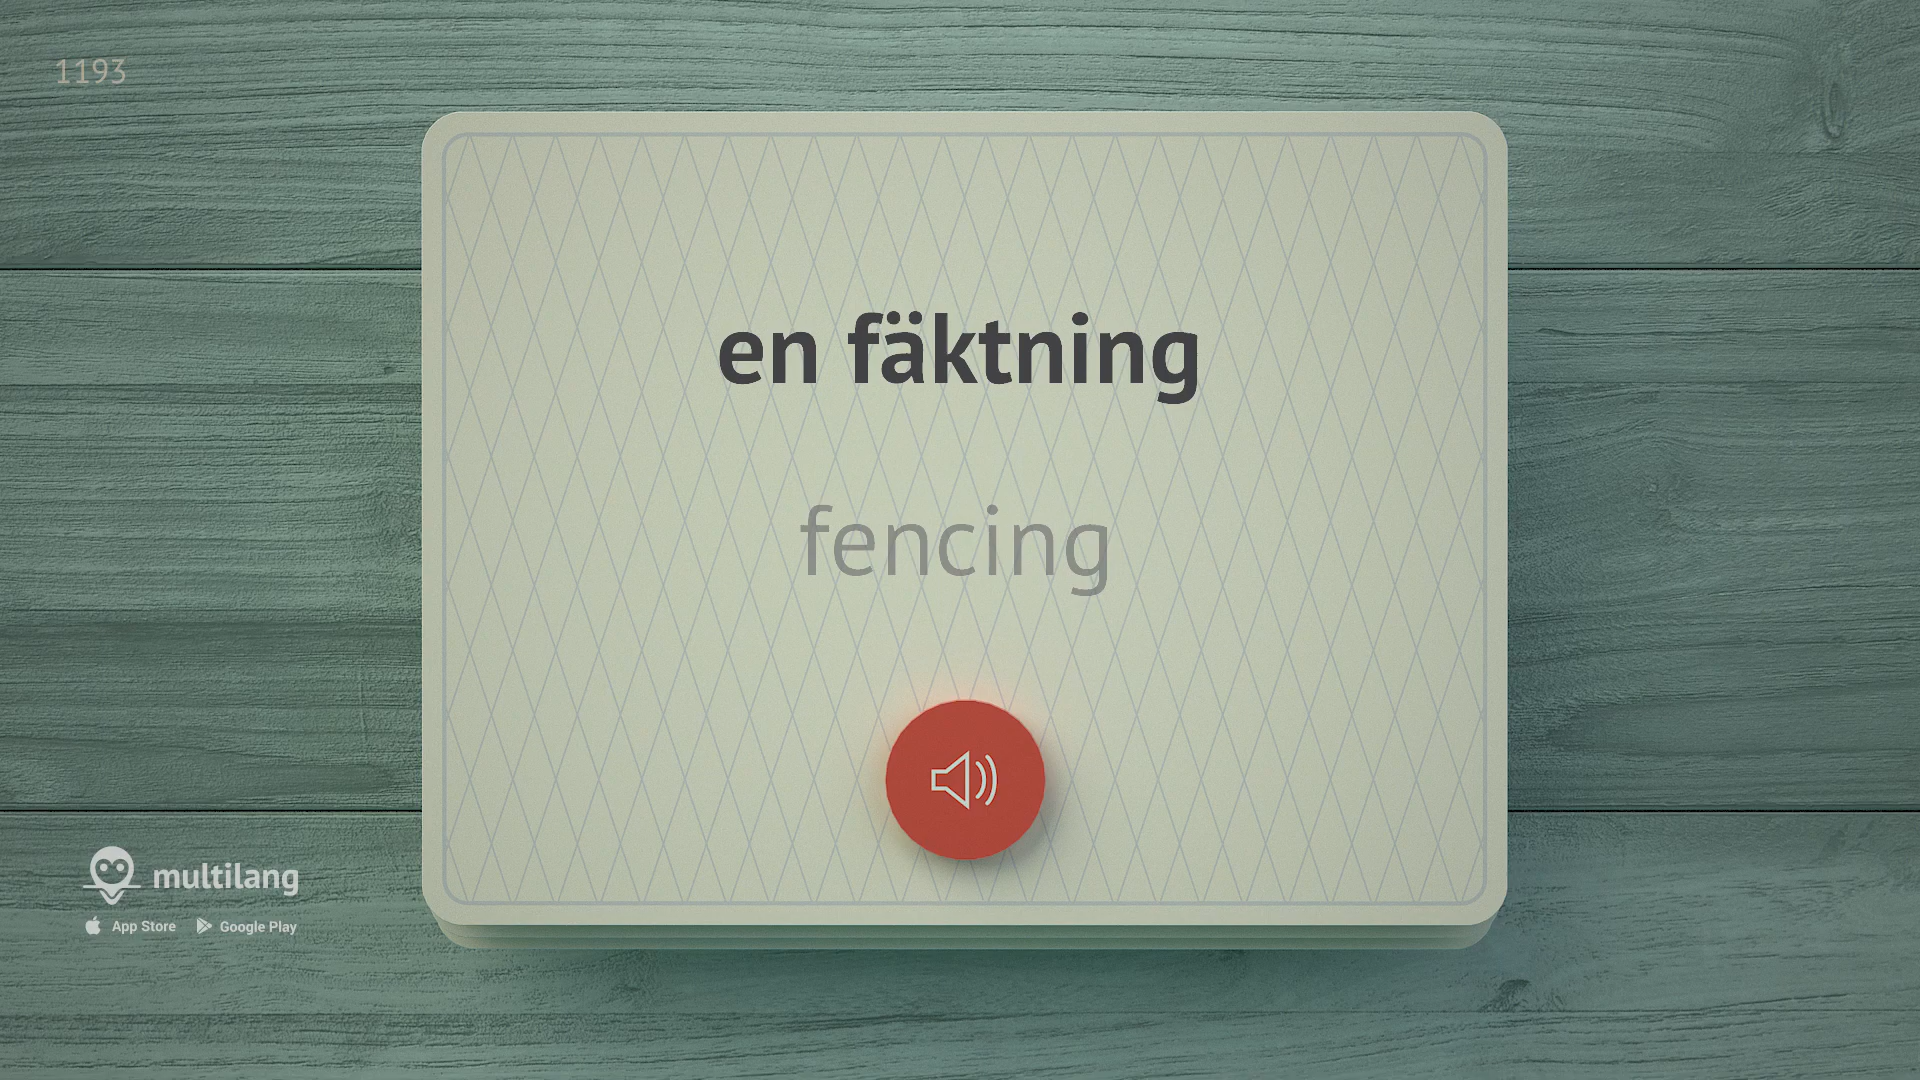 1193
en fäktning
fencing
multilang
App Store Google Play